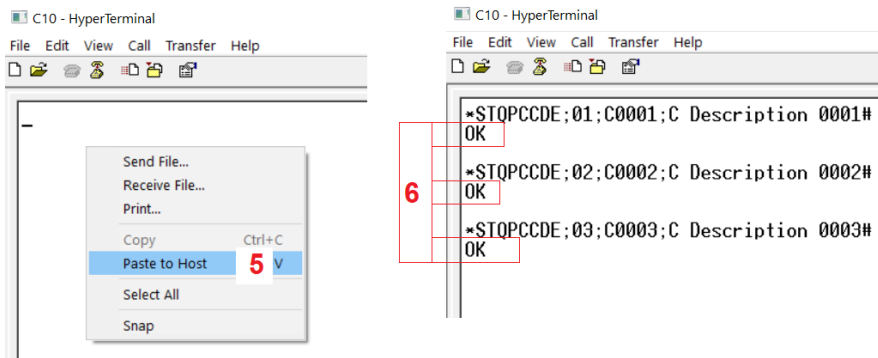 C10 - HyperTerminal
File Edit View Call Transfer Help
Send File...
Receive File...
Print...
Copy Ctrl+C
Paste to Host 5 V
Select All
Snap
C10 - HyperTerminal
File Edit View Call Transfer Help
*STQPCCDE;01;C0001;C Description 0001#
OK
*STQPCCDE;02;C0002;C Description 0002#
6 OK
*STQPCCDE;03;C0003;C Description 0003#
OK